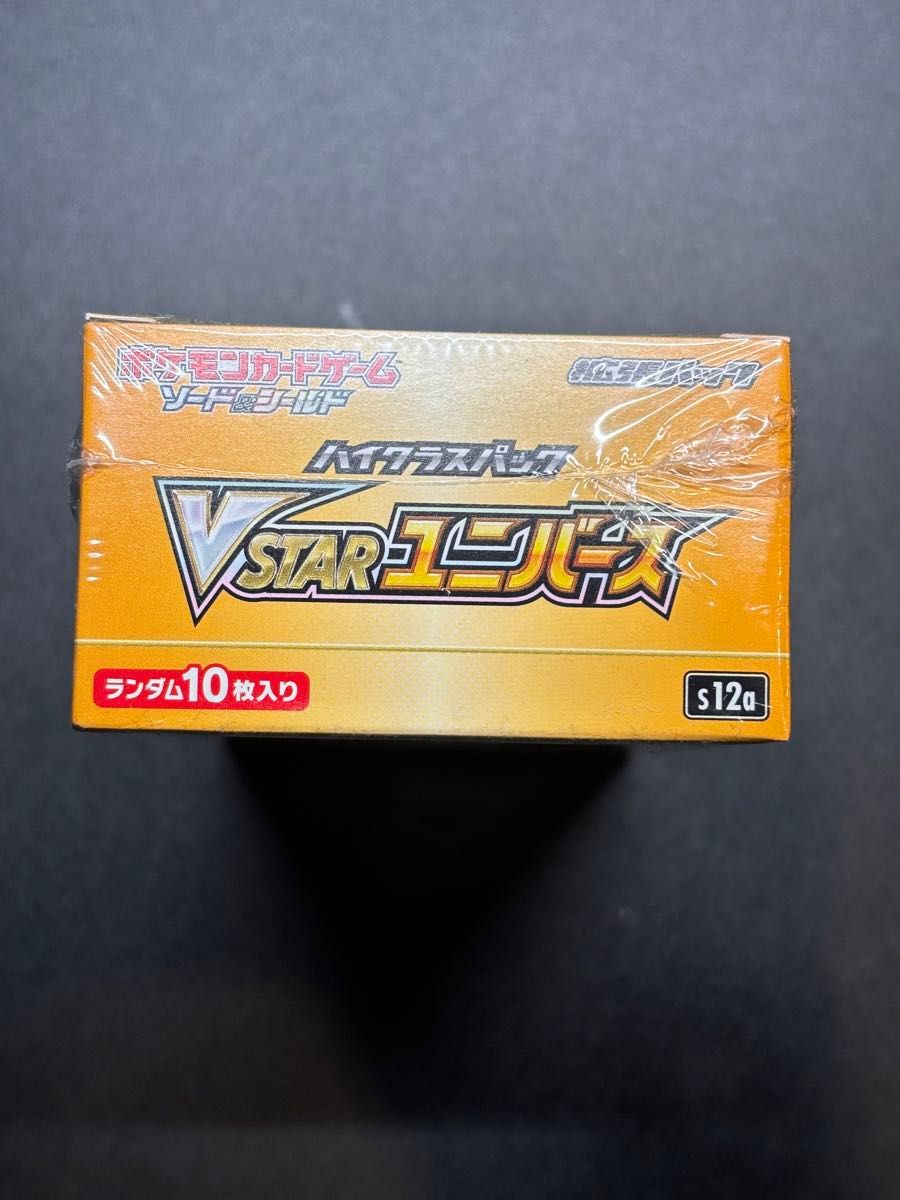 ポケモンカードゲーム
ソード&シールド
拡張パック
ハイクラスパック
VSTARユニバース
ランダム10枚入り
s12a